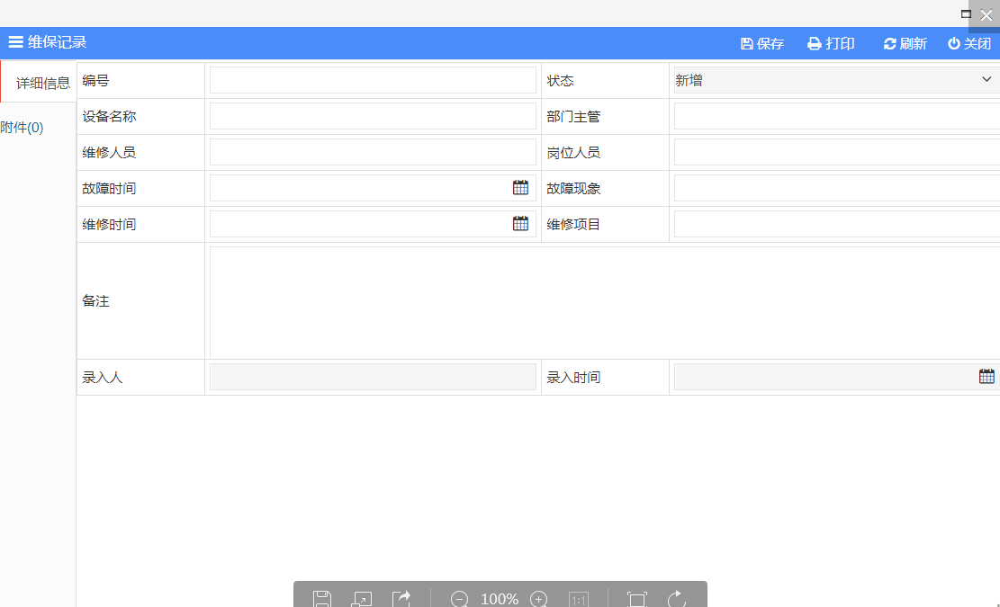 维保记录
保存 打印 刷新 关闭
详细信息
附件(0)
编号 状态 新增
设备名称 部门主管
维修人员 岗位人员
故障时间 故障现象
维修时间 维修项目
备注
录入人 录入时间
100% 1:1